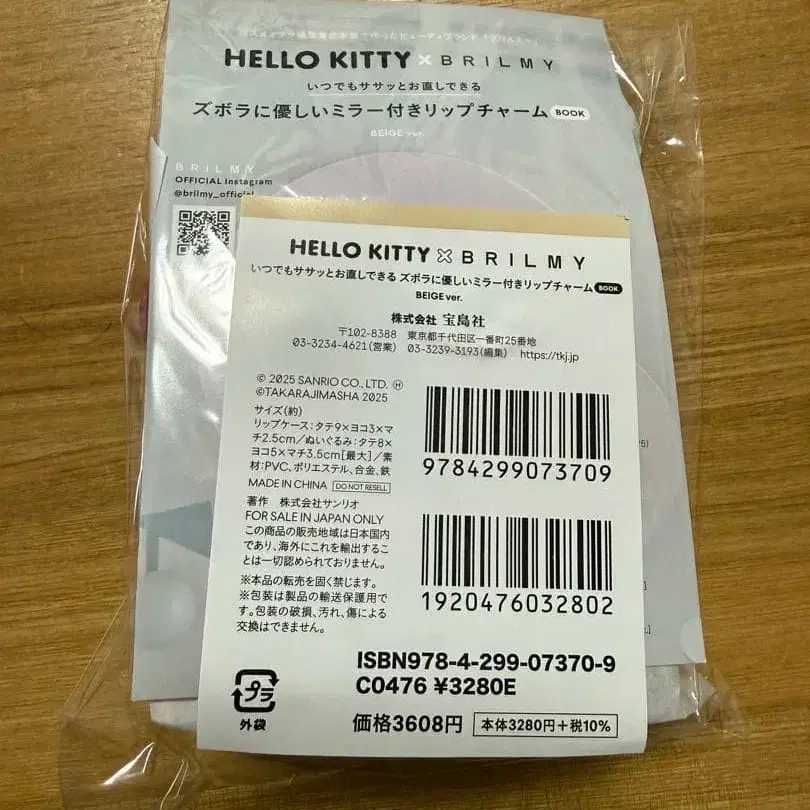 HELLO KITTY × BRILMY
いつでもササッとお直しできる
ズボラに優しいミラー付きリップチャーム BOOK
BEIGE ver.
BRILMY
OFFICIAL Instagram
@brilmy_official
HELLO KITTY × BRILMY
いつでもササッとお直しできる ズボラに優しいミラー付きリップチャーム BOOK
BEIGE ver.
株式会社 宝島社
〒102-8388 東京都千代田区一番町25番地
03-3234-4621(営業) 03-3239-3193(編集) https://tkj.jp
© 2025 SANRIO CO., LTD. Ⓗ
©TAKARAJIMASHA 2025
サイズ(約)
リップケース:タテ9×ヨコ3×マ
チ2.5cm/ぬいぐるみ:タテ8×
ヨコ5×マチ3.5cm[最大]/素
材:PVC、ポリエステル、合金、鉄
MADE IN CHINA DO NOT RESELL
著作 株式会社サンリオ
FOR SALE IN JAPAN ONLY
この商品の販売地域は日本国内
であり、海外にこれを輸出するこ
とは一切認められておりません。
※本品の転売を固く禁じます。
※包装は製品の輸送保護用で
す。包装の破損、汚れ、傷による
交換はできません。
9784299073709
1920476032802
ISBN978-4-299-07370-9
C0476 ¥3280E
プラ
外袋
価格3608円 本体3280円+税10%